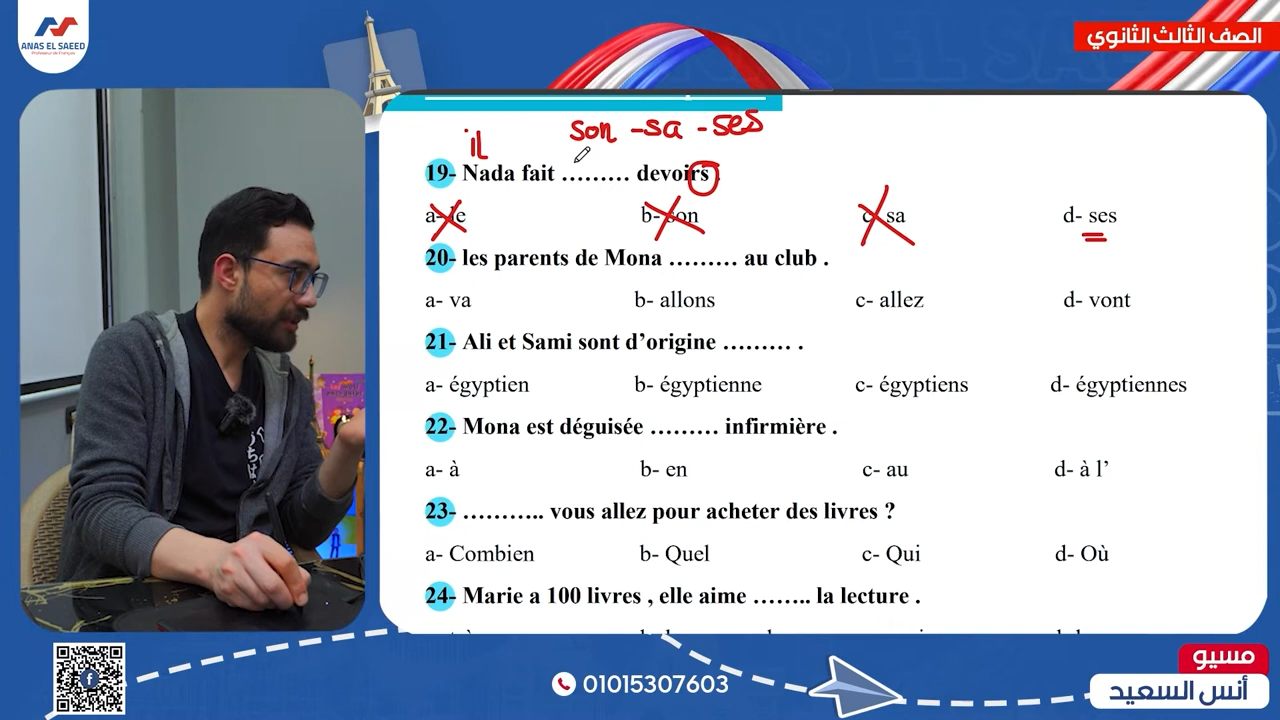 ANAS EL SAEED
Professeur de Français
الصف الثالث الثانوي
son - sa - ses
il
19- Nada fait ……… devoirs .
a- le b- son c- sa d- ses
20- les parents de Mona ……… au club .
a- va b- allons c- allez d- vont
21- Ali et Sami sont d’origine ……… .
a- égyptien b- égyptienne c- égyptiens d- égyptiennes
22- Mona est déguisée ……… infirmière .
a- à b- en c- au d- à l’
23- ……….. vous allez pour acheter des livres ?
a- Combien b- Quel c- Qui d- Où
24- Marie a 100 livres , elle aime …….. la lecture .
01015307603
مسيو
أنس السعيد